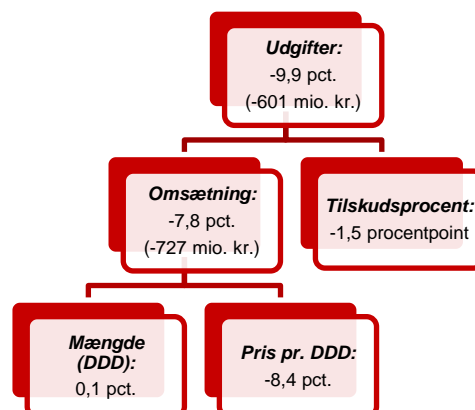 Udgifter:
-9,9 pct.
(-601 mio. kr.)
Omsætning:
-7,8 pct.
(-727 mio. kr.)
Tilskudsprocent:
-1,5 procentpoint
Mængde
(DDD):
0,1 pct.
Pris pr. DDD:
-8,4 pct.